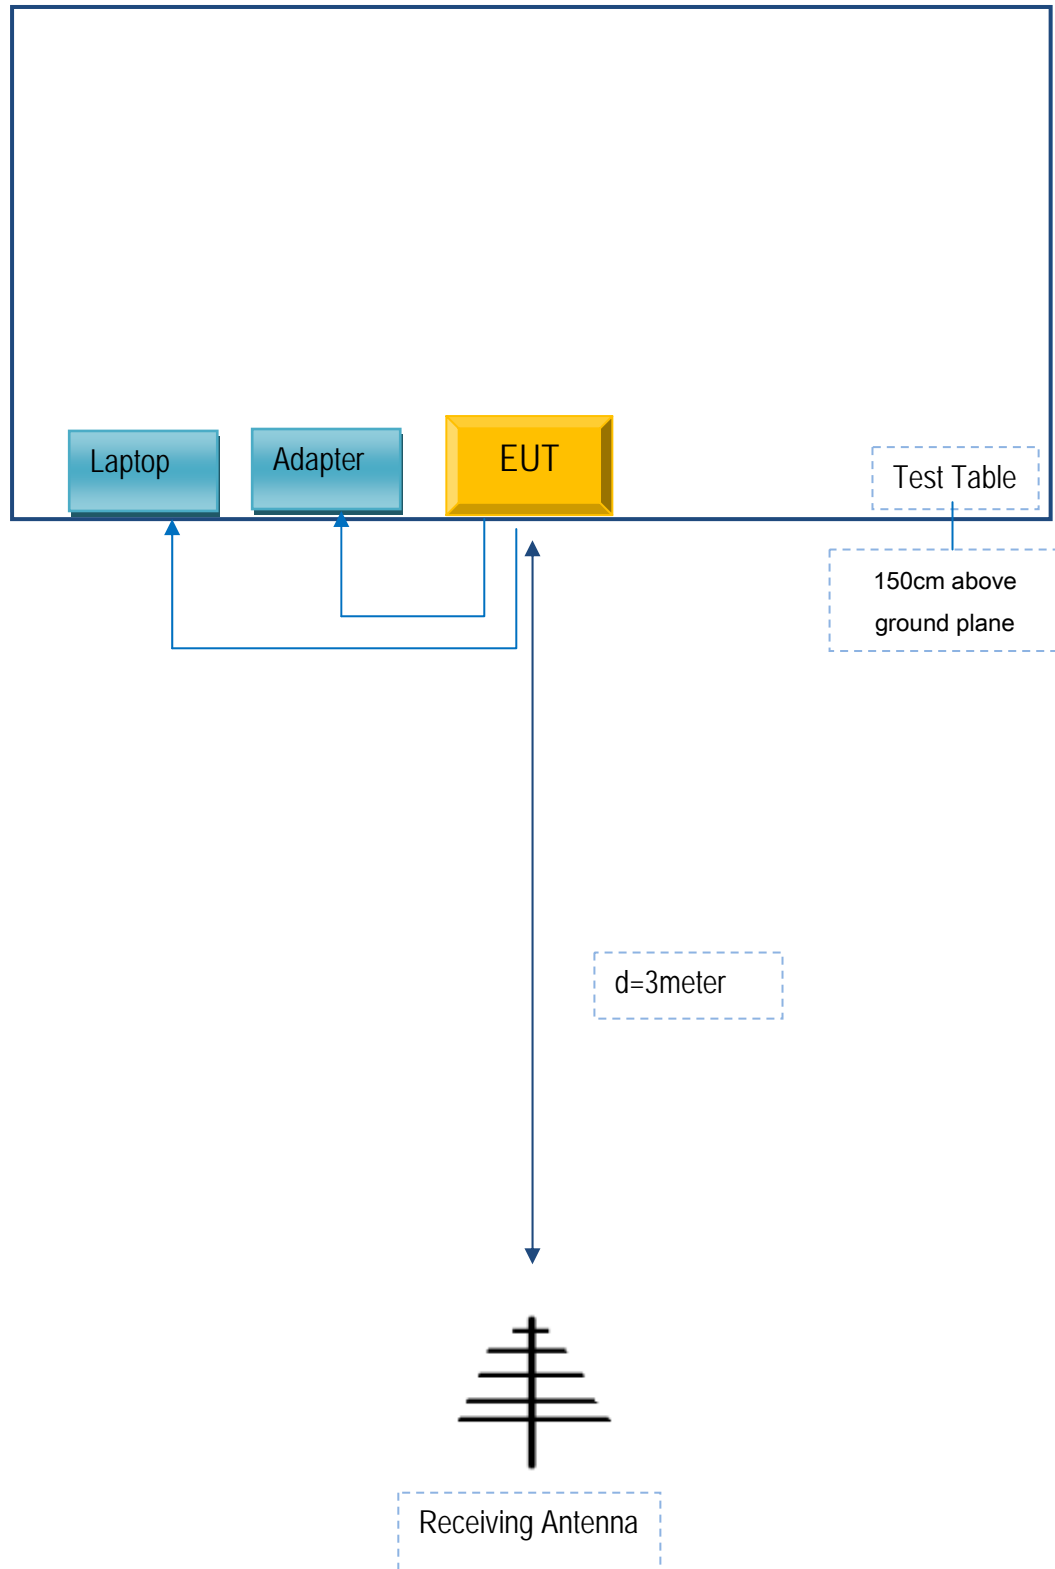 Laptop
Adapter
EUT
Test Table
150cm above
ground plane
d=3meter
Receiving Antenna